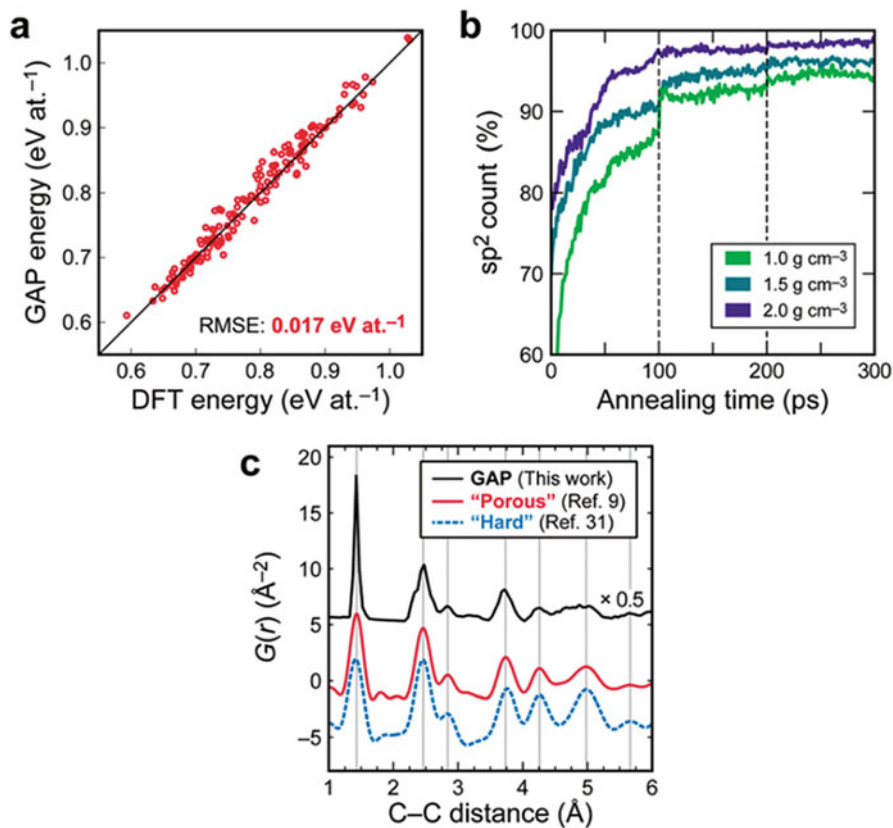 a
1.0
0.9
0.8
0.7
0.6
GAP energy (eV at.⁻¹)
RMSE: 0.017 eV at.⁻¹
0.6 0.7 0.8 0.9 1.0
DFT energy (eV at.⁻¹)
b
100
90
80
70
60
sp² count (%)
1.0 g cm⁻³
1.5 g cm⁻³
2.0 g cm⁻³
0 100 200 300
Annealing time (ps)
c
20
15
10
5
0
–5
G(r) (Å⁻²)
GAP (This work)
"Porous" (Ref. 9)
"Hard" (Ref. 31)
× 0.5
1 2 3 4 5 6
C–C distance (Å)